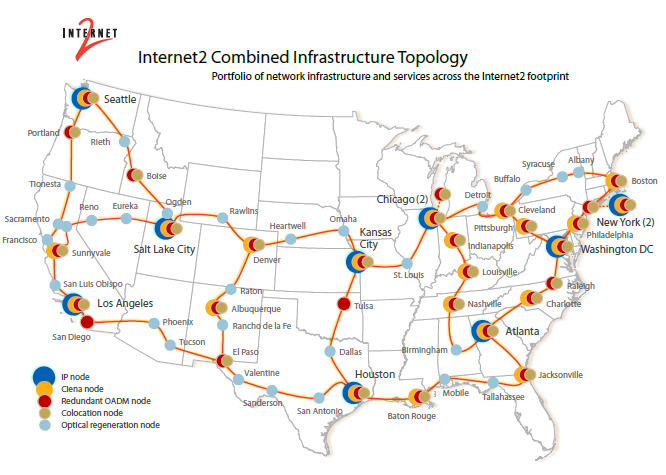 INTERNET
2
Internet2 Combined Infrastructure Topology
Portfolio of network infrastructure and services across the Internet2 footprint
Seattle
Portland
Rieth
Boise
Tionesta
Ogden
Reno
Eureka
Rawlins
Sacramento
Francisco
Sunnyvale
Salt Lake City
Denver
Heartwell
Omaha
Kansas
City
Chicago (2)
Detroit
Buffalo
Syracuse
Albany
Boston
Cleveland
New York (2)
Pittsburgh
Philadelphia
Indianapolis
Washington DC
St. Louis
Louisville
San Luis Obispo
Los Angeles
San Diego
Phoenix
Tucson
Raton
Albuquerque
Rancho de la Fe
El Paso
Valentine
Sanderson
San Antonio
Tulsa
Dallas
Houston
Baton Rouge
Nashville
Raleigh
Charlotte
Atlanta
Birmingham
Jacksonville
Mobile
Tallahassee
IP node
Ciena node
Redundant OADM node
Colocation node
Optical regeneration node